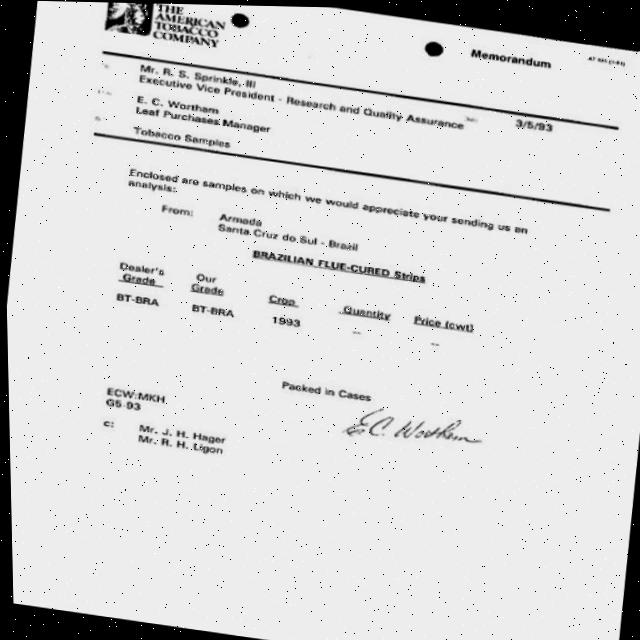 THE
AMERICAN
TOBACCO
COMPANY
Memorandum
Mr. R. S. Sprinkle, III
Executive Vice President - Research and Quality Assurance
3/5/93
E. C. Wortham
Leaf Purchases Manager
Tobacco Samples
Enclosed are samples on which we would appreciate your sending us an
analysis:
From: Armada
Santa Cruz do Sul - Brazil
BRAZILIAN FLUE-CURED Strips
Dealer's Grade Our Grade Crop Quantity Price (cwt)
BT-BRA BT-BRA 1993 -- --
Packed in Cases
ECW:MKH
G5-93
E.C. Wortham
c: Mr. J. H. Hager
Mr. R. H. Ligon